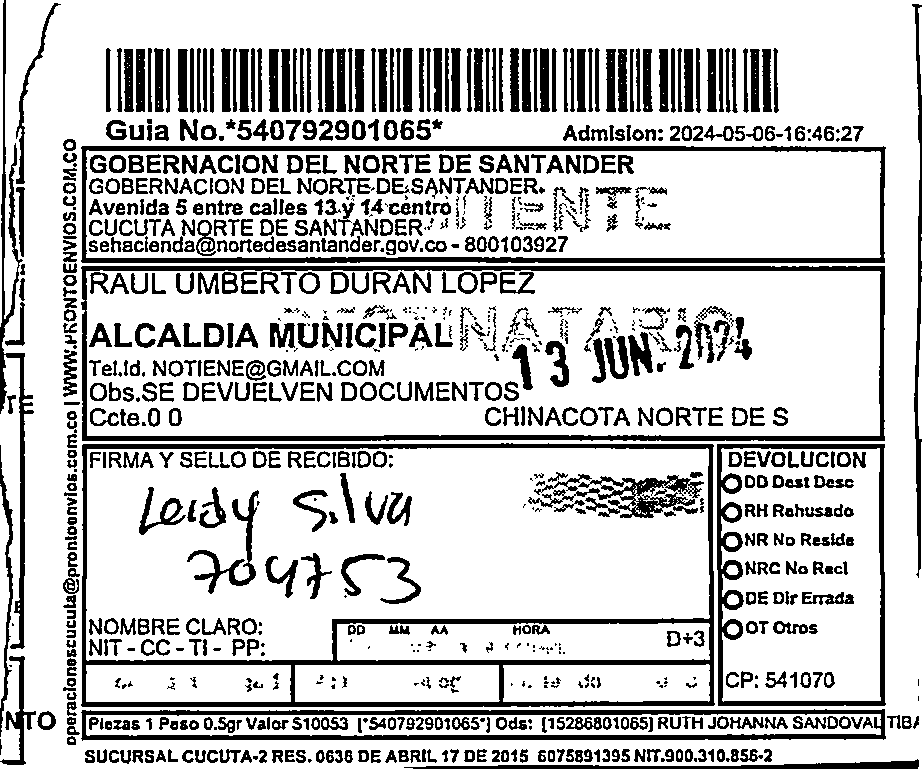 Guia No.*540792901065*
Admision: 2024-05-06-16:46:27
GOBERNACION DEL NORTE DE SANTANDER
GOBERNACION DEL NORTE DE SANTANDER.
Avenida 5 entre calles 13 y 14 centro
CUCUTA NORTE DE SANTANDER
sehacienda@nortedesantander.gov.co - 800103927
RAUL UMBERTO DURAN LOPEZ
DESTINATARIO
ALCALDIA MUNICIPAL
13 JUN. 2024
Tel.Id. NOTIENE@GMAIL.COM
Obs.SE DEVUELVEN DOCUMENTOS
Ccte.0 0
CHINACOTA NORTE DE S
FIRMA Y SELLO DE RECIBIDO:
Leidy Silva
704753
NOMBRE CLARO:
NIT - CC - TI - PP:
DD MM AA HORA
D+3
DEVOLUCION
DD Dest Desc
RH Rehusado
NR No Reside
NRC No Recl
DE Dir Errada
OT Otros
CP: 541070
Piezas 1 Peso 0.5gr Valor $10053 [*540792901065*] Ods: [15286801065] RUTH JOHANNA SANDOVAL TIBA
SUCURSAL CUCUTA-2 RES. 0636 DE ABRIL 17 DE 2015 6075891395 NIT.900.310.856-2
operacionescucuta@prontoenvios.com.co | WWW.PRONTOENVIOS.COM.CO
NTO